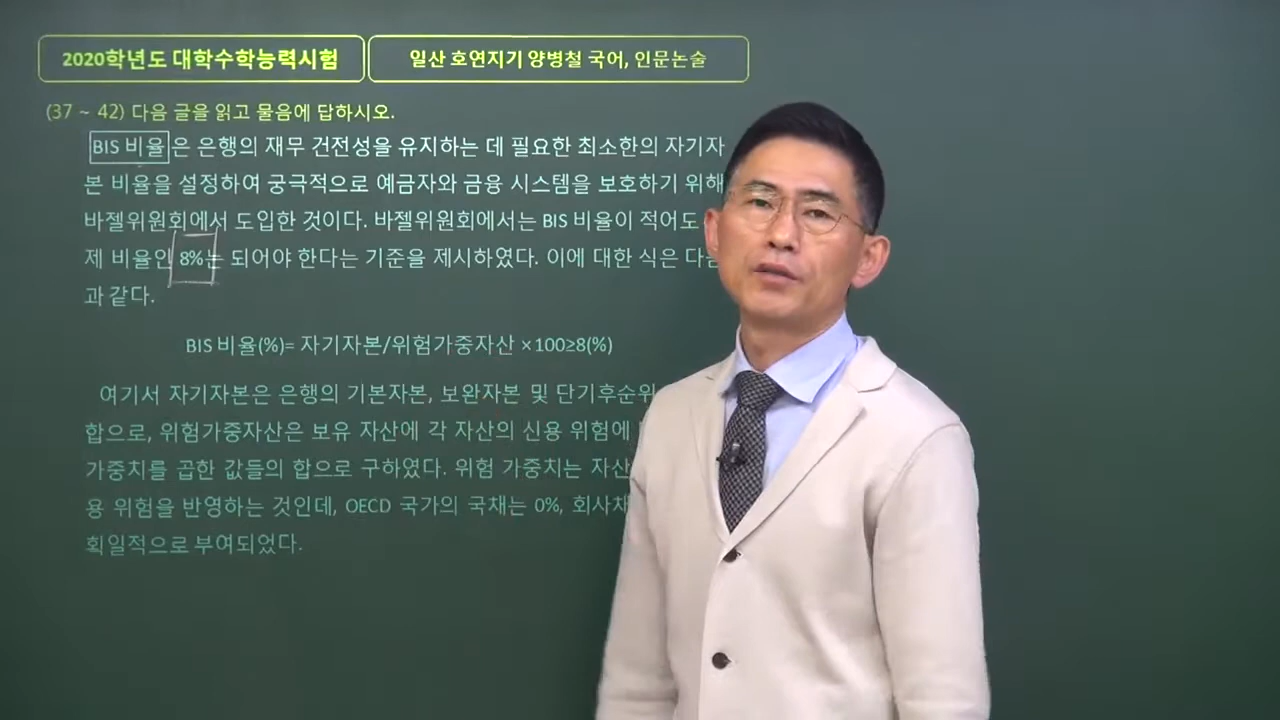 2020학년도 대학수학능력시험
일산 호연지기 양병철 국어, 인문논술
(37 ~ 42) 다음 글을 읽고 물음에 답하시오.
BIS 비율은 은행의 재무 건전성을 유지하는 데 필요한 최소한의 자기자
본 비율을 설정하여 궁극적으로 예금자와 금융 시스템을 보호하기 위해
바젤위원회에서 도입한 것이다. 바젤위원회에서는 BIS 비율이 적어도
제 비율인 8%는 되어야 한다는 기준을 제시하였다. 이에 대한 식은 다음
과 같다.
BIS 비율(%)= 자기자본/위험가중자산 ×100≥8(%)
여기서 자기자본은 은행의 기본자본, 보완자본 및 단기후순위
합으로, 위험가중자산은 보유 자산에 각 자산의 신용 위험에
가중치를 곱한 값들의 합으로 구하였다. 위험 가중치는 자산
용 위험을 반영하는 것인데, OECD 국가의 국채는 0%, 회사채
획일적으로 부여되었다.